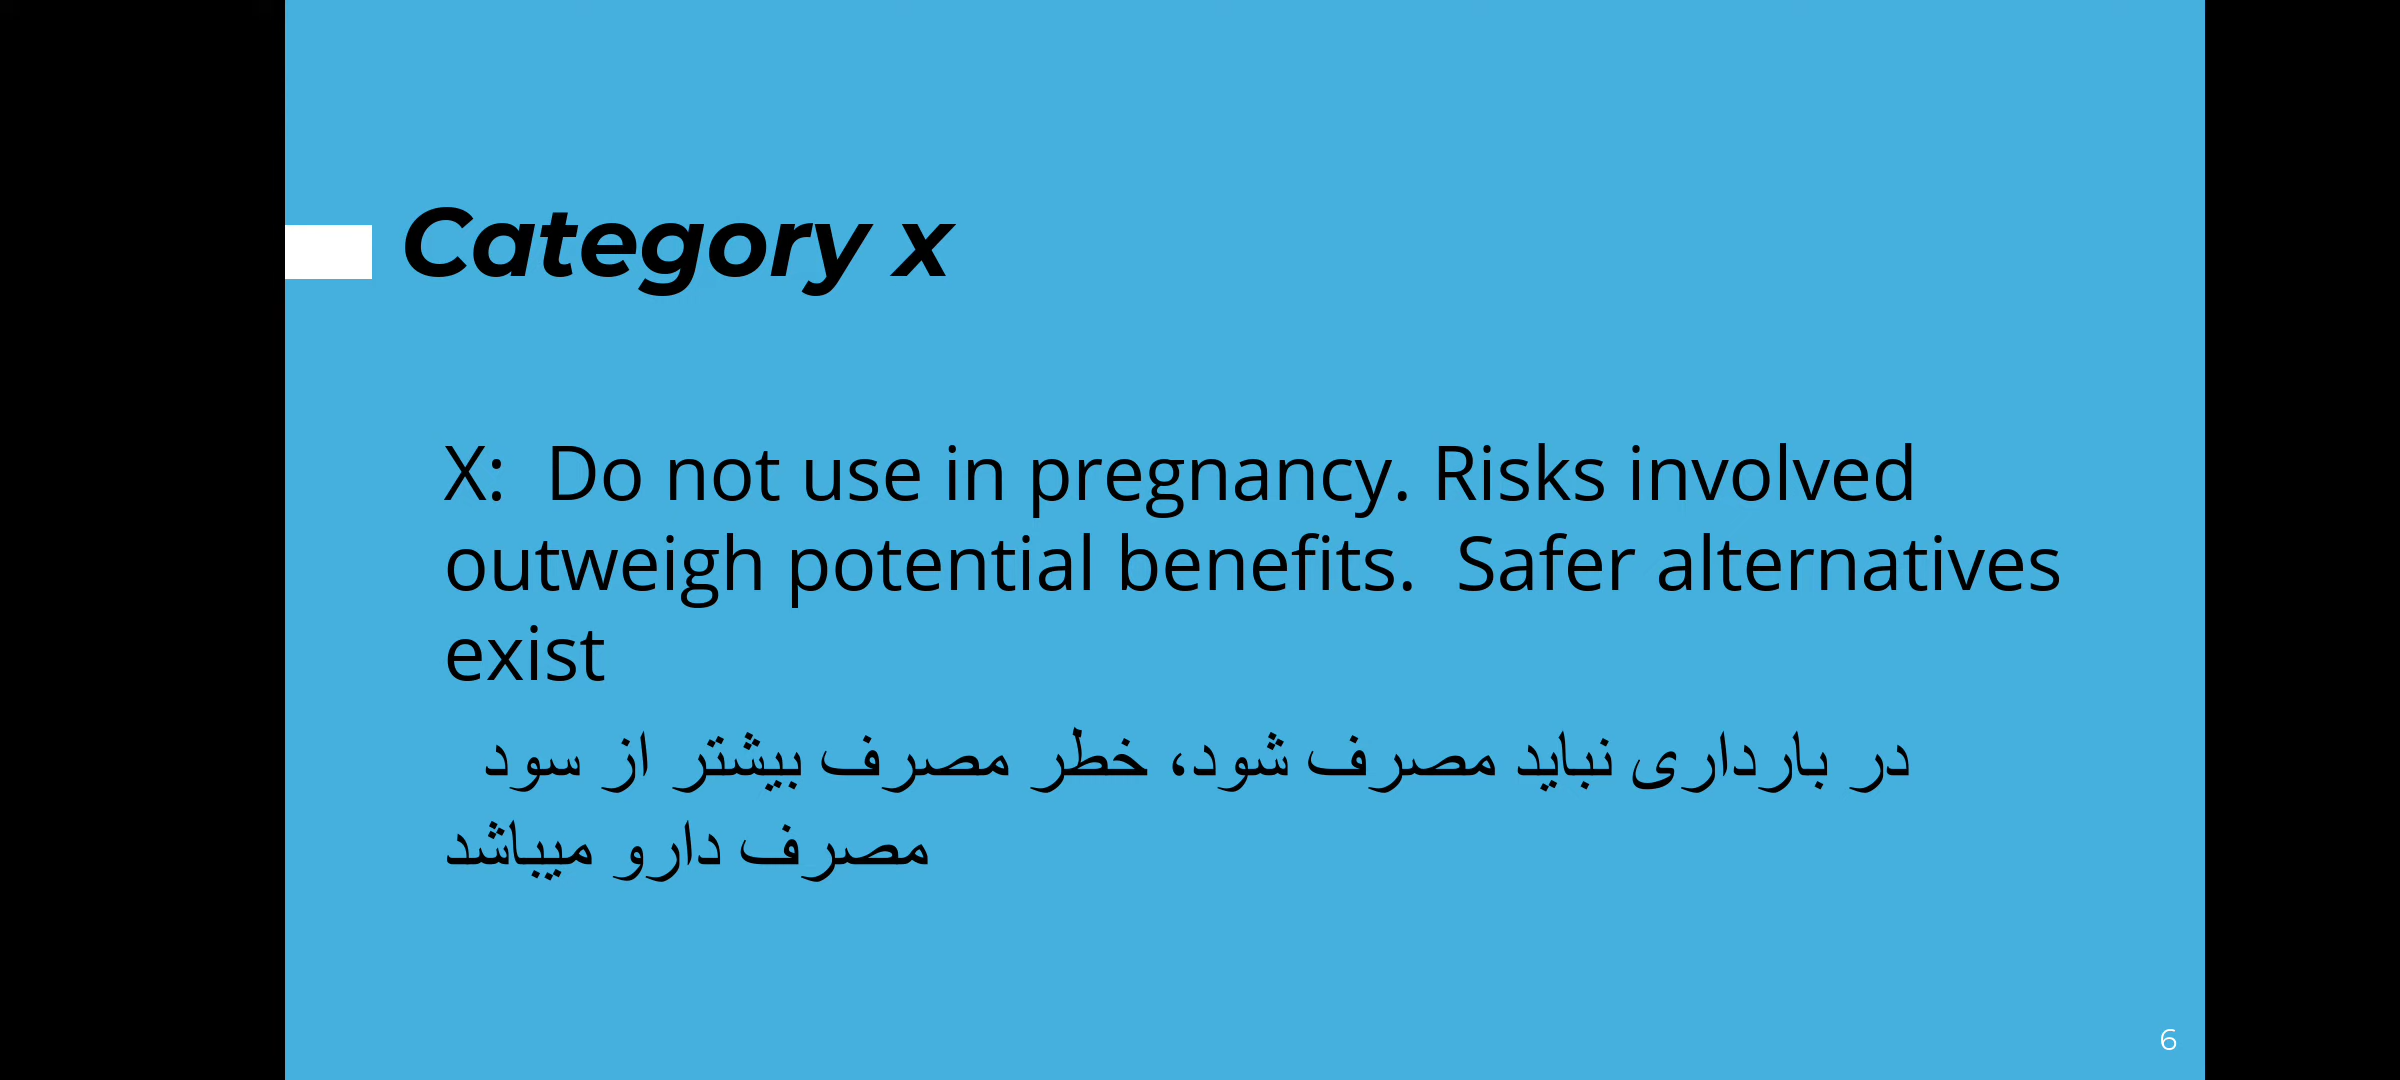 Category x
X:  Do not use in pregnancy. Risks involved
outweigh potential benefits.  Safer alternatives
exist
در بارداری نباید مصرف شود، خطر مصرف بیشتر از سود
مصرف دارو میباشد
6